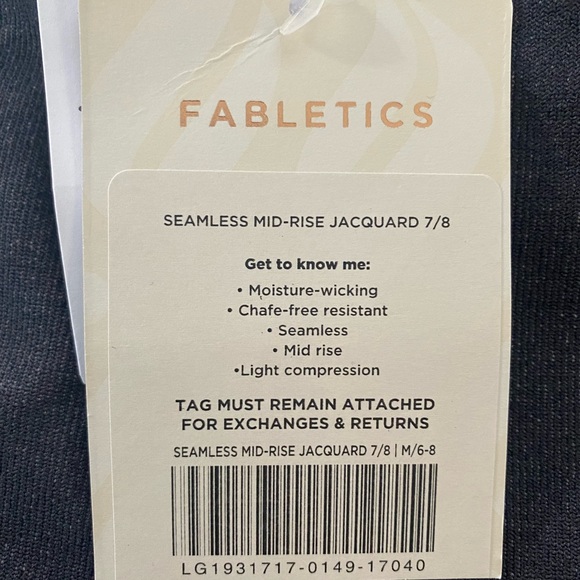 FABLETICS
SEAMLESS MID-RISE JACQUARD 7/8
Get to know me:
• Moisture-wicking
• Chafe-free resistant
• Seamless
• Mid rise
•Light compression
TAG MUST REMAIN ATTACHED
FOR EXCHANGES & RETURNS
SEAMLESS MID-RISE JACQUARD 7/8 | M/6-8
LG1931717-0149-17040